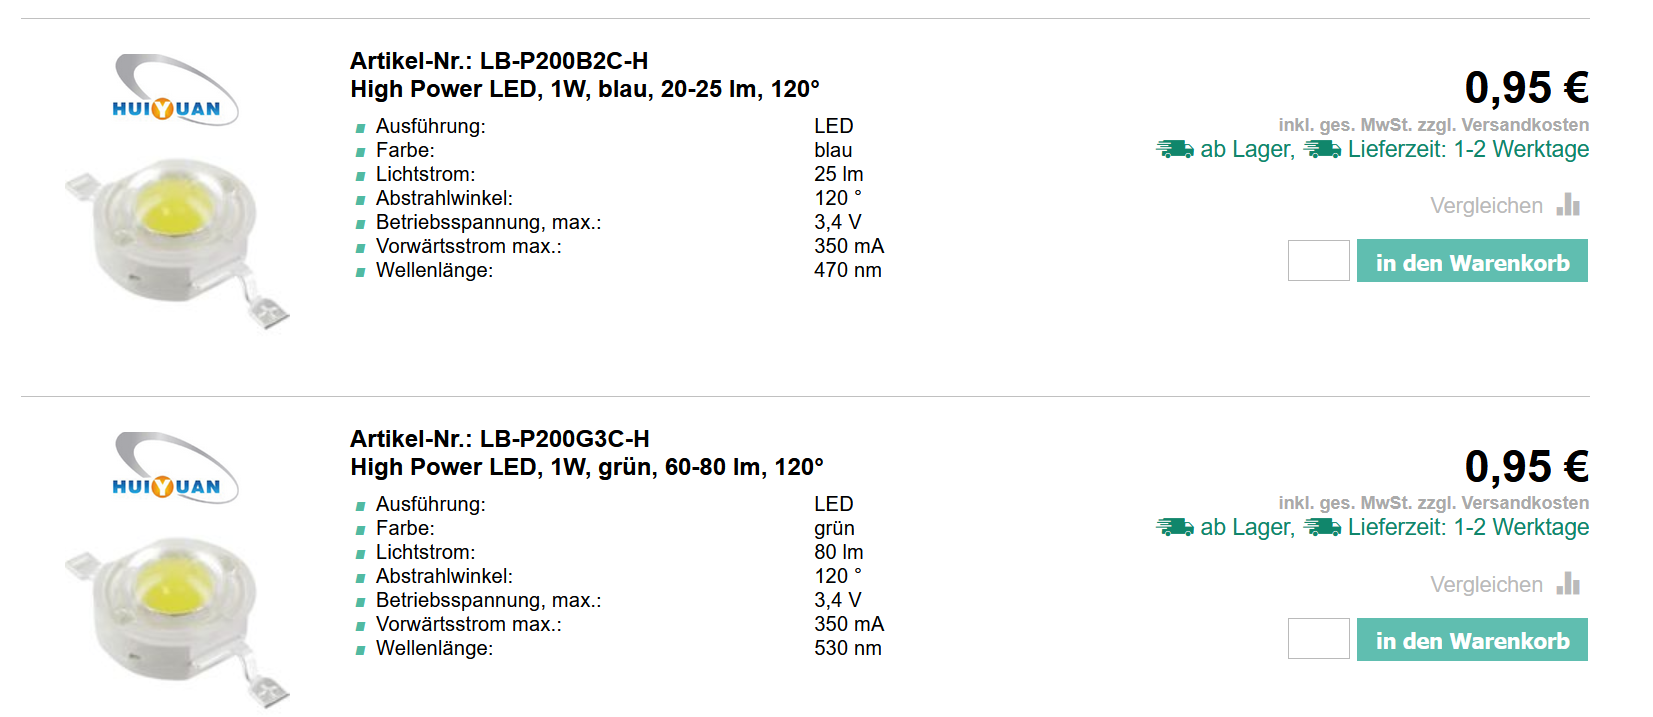 HUIYUAN
Artikel-Nr.: LB-P200B2C-H
High Power LED, 1W, blau, 20-25 lm, 120°
Ausführung: LED
Farbe: blau
Lichtstrom: 25 lm
Abstrahlwinkel: 120 °
Betriebsspannung, max.: 3,4 V
Vorwärtsstrom max.: 350 mA
Wellenlänge: 470 nm
0,95 €
inkl. ges. MwSt. zzgl. Versandkosten
ab Lager, Lieferzeit: 1-2 Werktage
Vergleichen
in den Warenkorb
HUIYUAN
Artikel-Nr.: LB-P200G3C-H
High Power LED, 1W, grün, 60-80 lm, 120°
Ausführung: LED
Farbe: grün
Lichtstrom: 80 lm
Abstrahlwinkel: 120 °
Betriebsspannung, max.: 3,4 V
Vorwärtsstrom max.: 350 mA
Wellenlänge: 530 nm
0,95 €
inkl. ges. MwSt. zzgl. Versandkosten
ab Lager, Lieferzeit: 1-2 Werktage
Vergleichen
in den Warenkorb